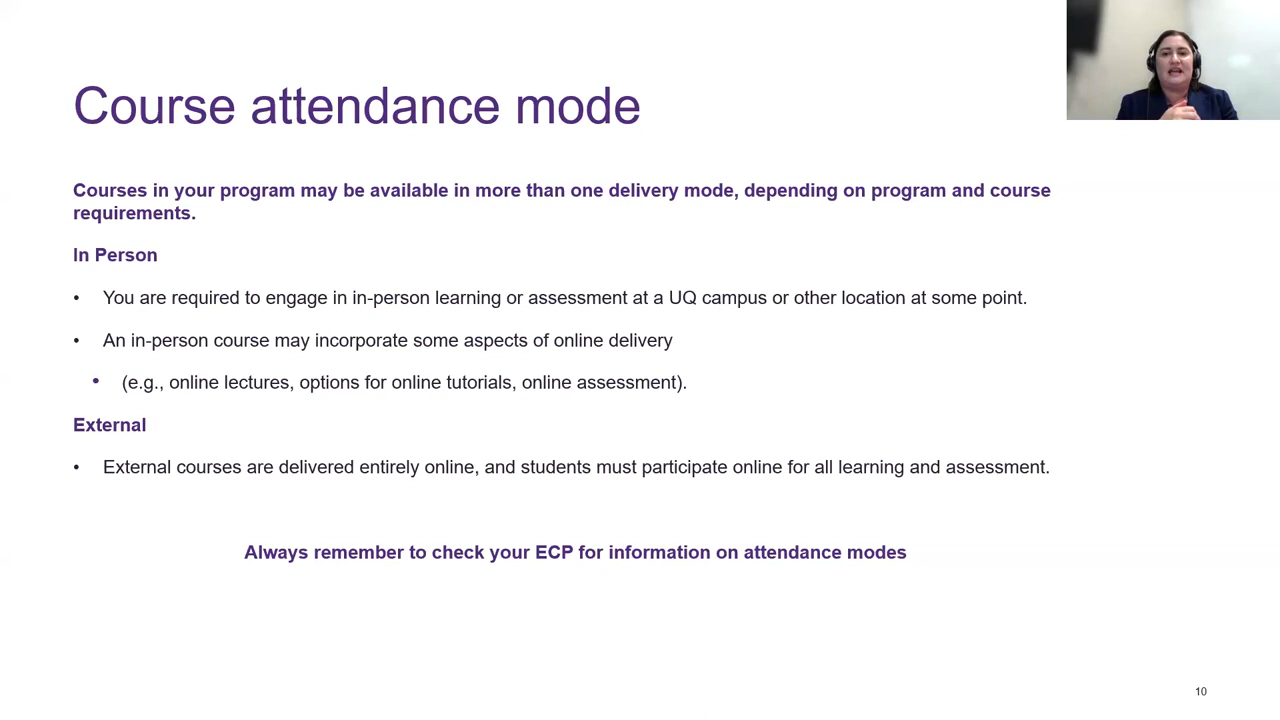 Course attendance mode
Courses in your program may be available in more than one delivery mode, depending on program and course
requirements.
In Person
• You are required to engage in in-person learning or assessment at a UQ campus or other location at some point.
• An in-person course may incorporate some aspects of online delivery
• (e.g., online lectures, options for online tutorials, online assessment).
External
• External courses are delivered entirely online, and students must participate online for all learning and assessment.
Always remember to check your ECP for information on attendance modes
10